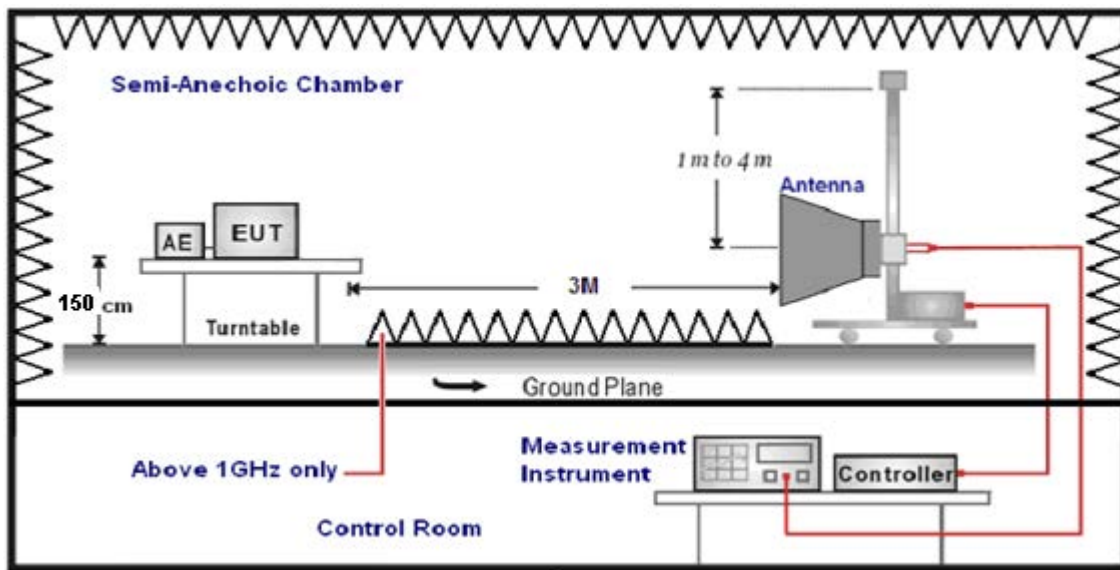 Semi-Anechoic Chamber
1 m to 4 m
Antenna
AE
EUT
150 cm
3M
Turntable
Ground Plane
Above 1GHz only
Measurement
Instrument
Controller
Control Room